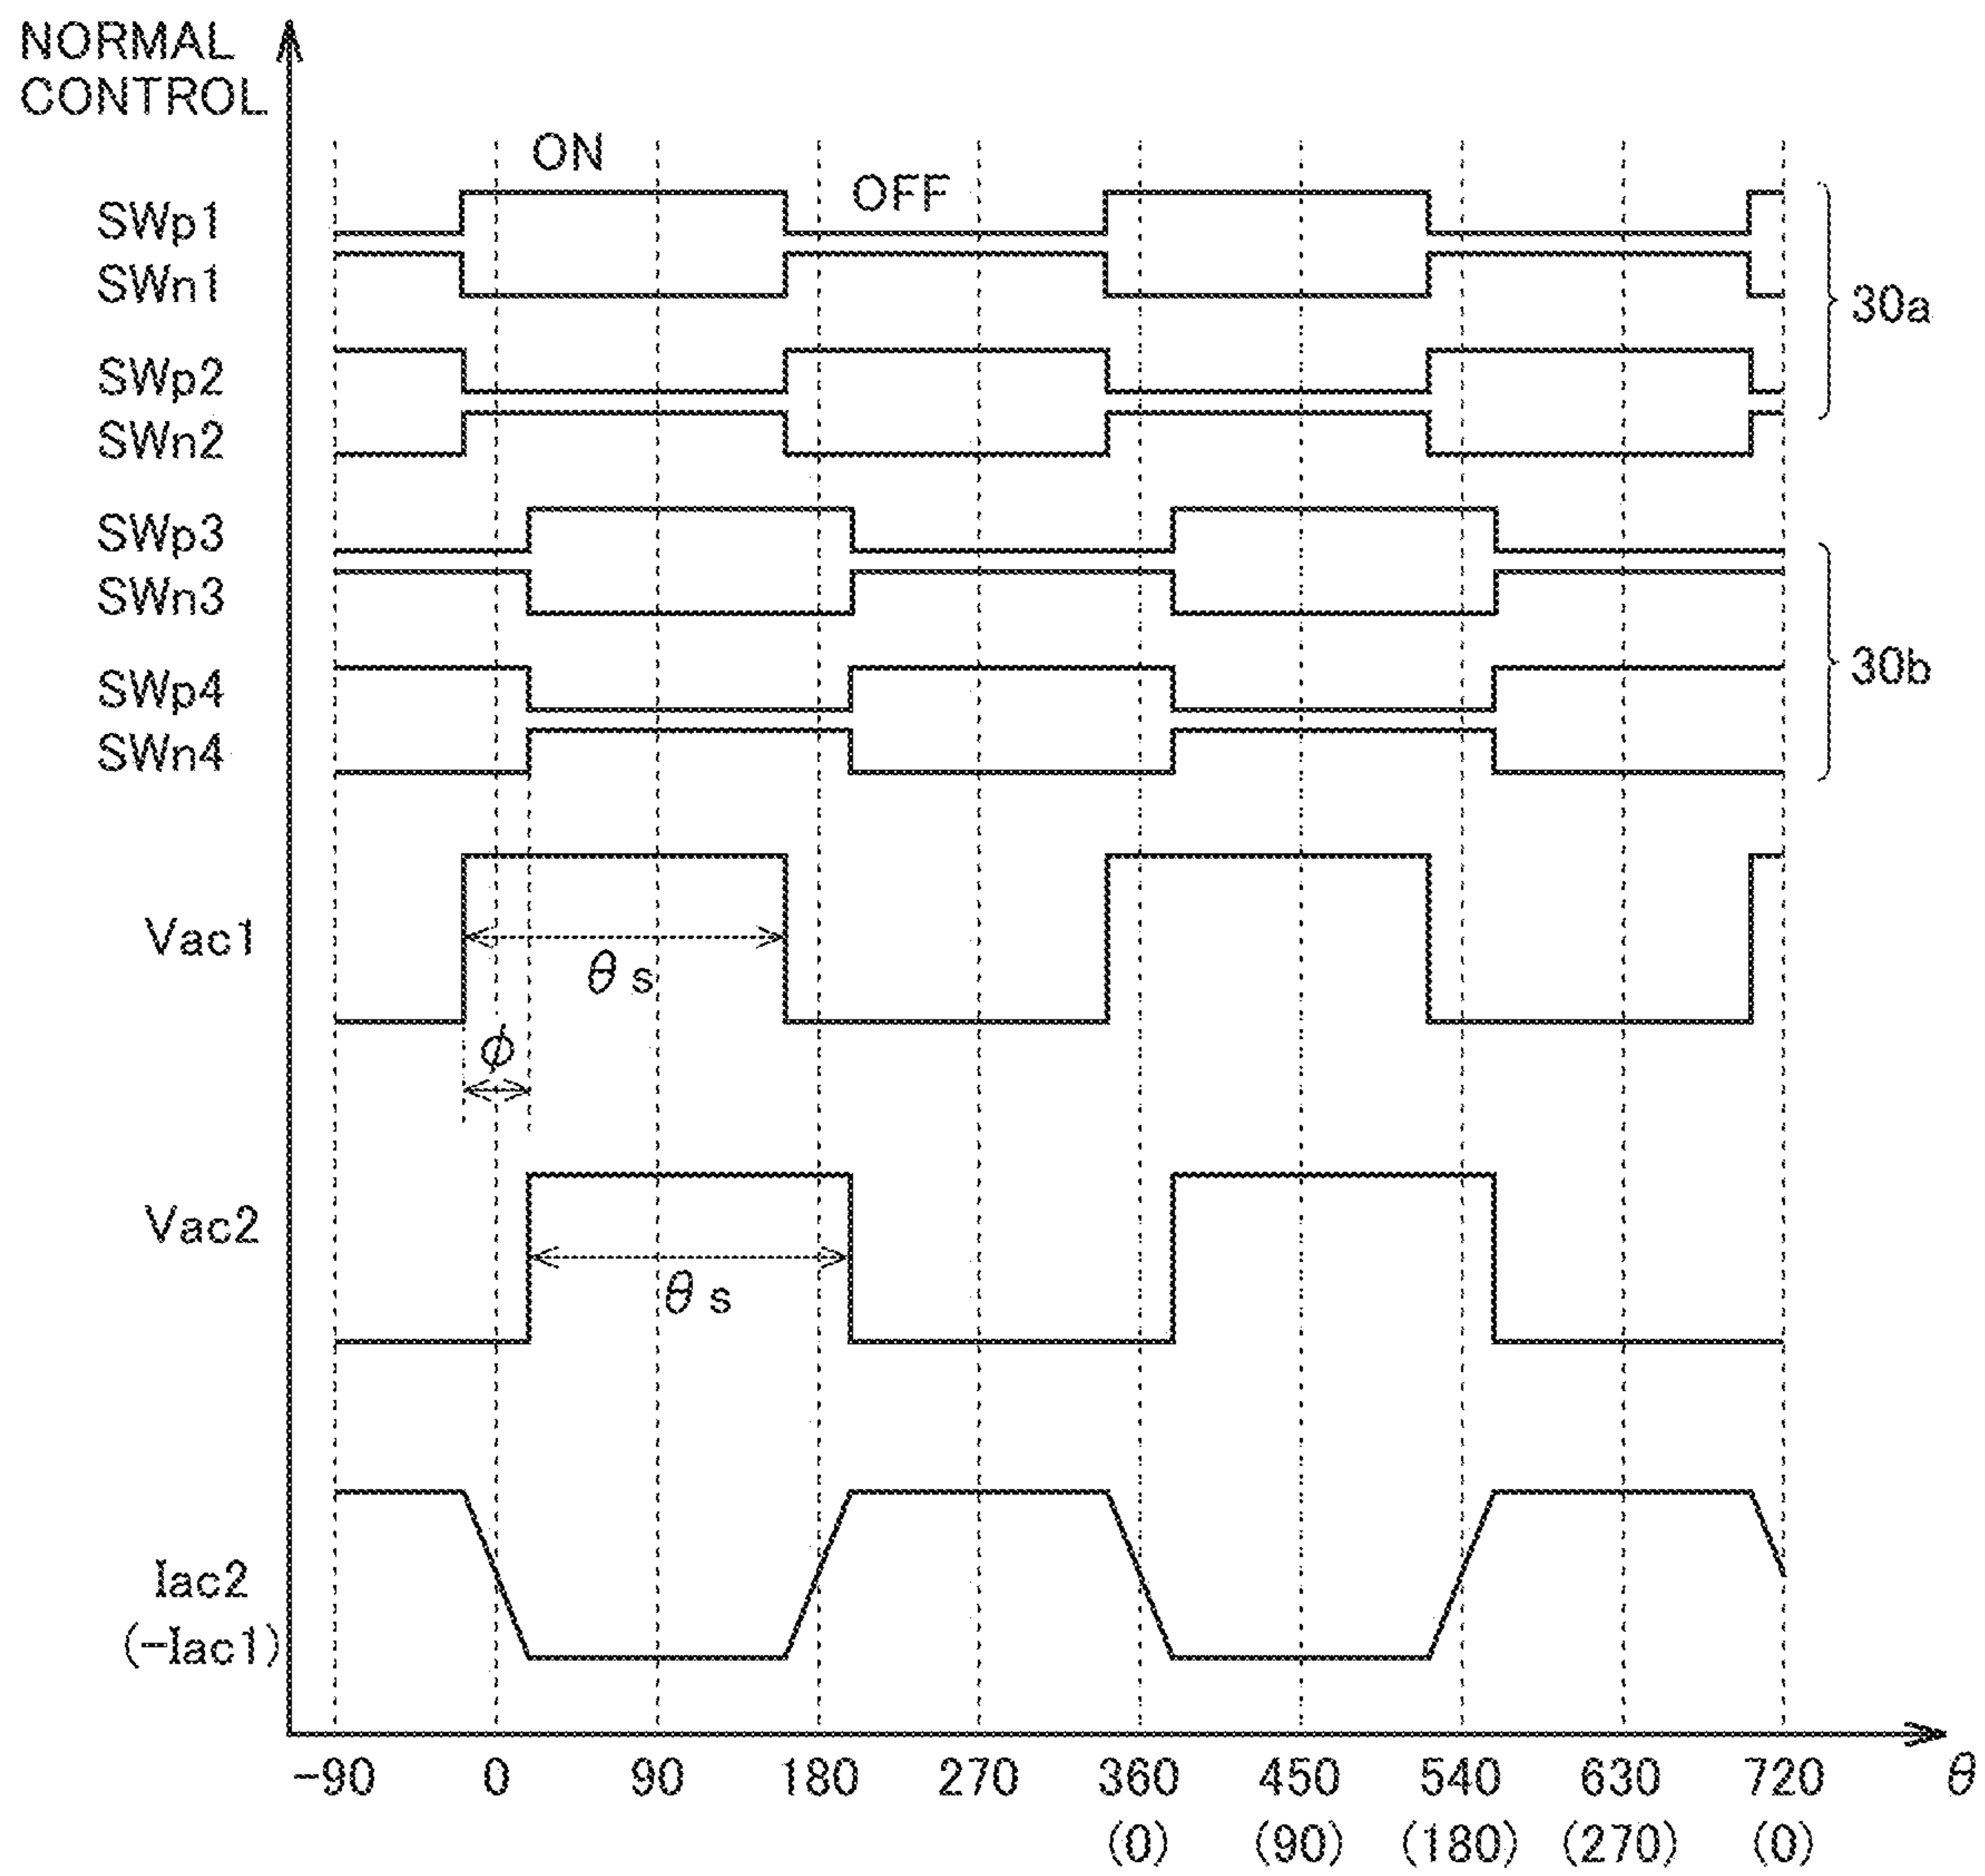 NORMAL
CONTROL
ON
OFF
SWp1
SWn1
30a
SWp2
SWn2
SWp3
SWn3
30b
SWp4
SWn4
Vac1
θs
ϕ
Vac2
θs
Iac2
(-Iac1)
-90 0 90 180 270 360 450 540 630 720 θ
(0) (90) (180) (270) (0)